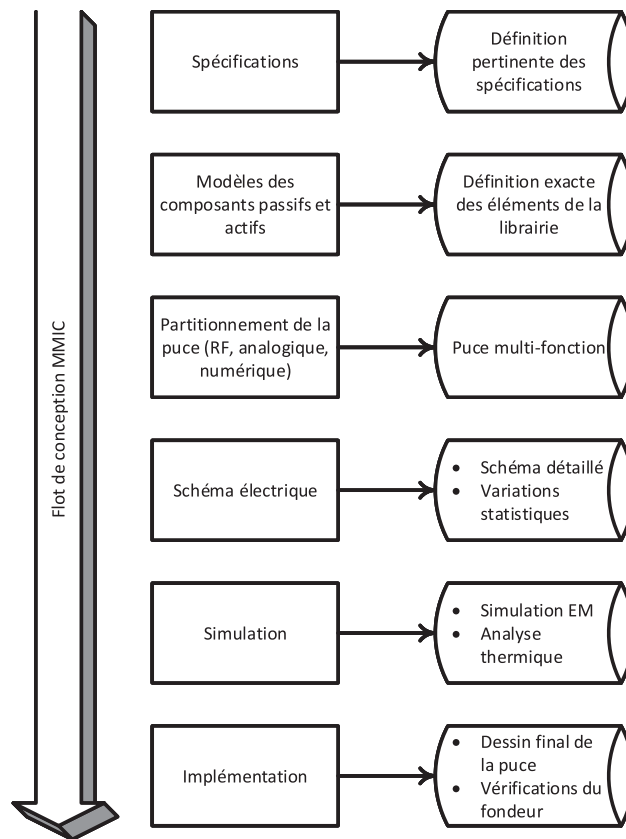 Flot de conception MMIC
Spécifications
Définition
pertinente des
spécifications
Modèles des
composants passifs et
actifs
Définition exacte
des éléments de la
librairie
Partitionnement de la
puce (RF, analogique,
numérique)
Puce multi-fonction
Schéma électrique
• Schéma détaillé
• Variations
statistiques
Simulation
• Simulation EM
• Analyse
thermique
Implémentation
• Dessin final de
la puce
• Vérifications du
fondeur